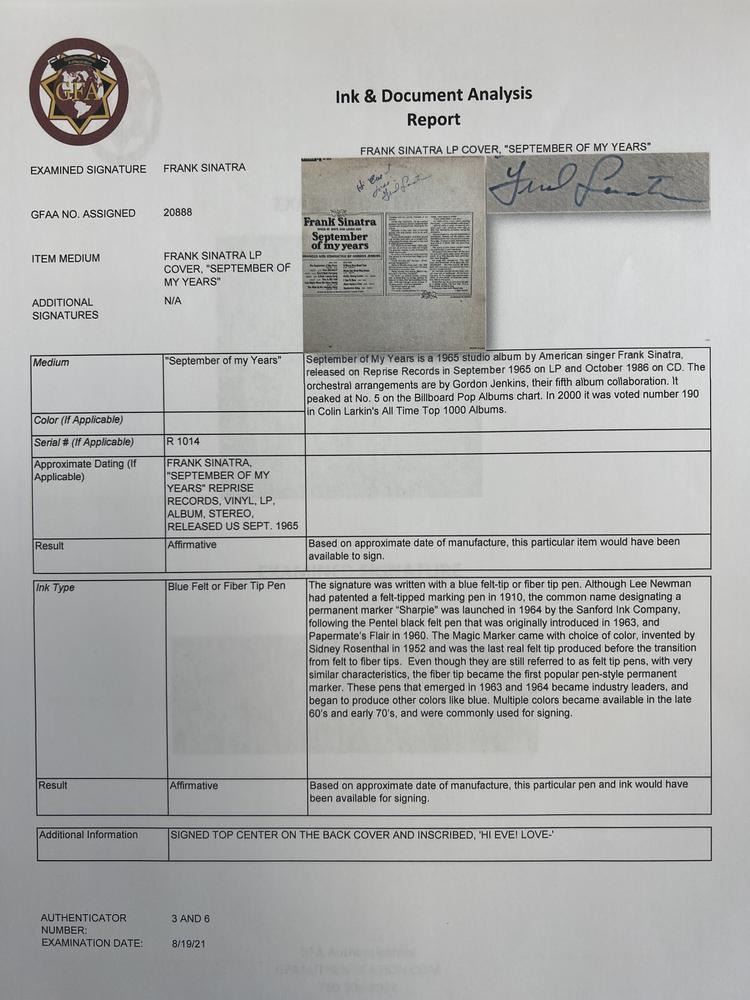 GFA
Ink & Document Analysis
Report
FRANK SINATRA LP COVER, "SEPTEMBER OF MY YEARS"
EXAMINED SIGNATURE FRANK SINATRA
GFAA NO. ASSIGNED 20888
ITEM MEDIUM FRANK SINATRA LP
COVER, "SEPTEMBER OF
MY YEARS"
ADDITIONAL N/A
SIGNATURES
Frank Sinatra
September
of my years
Medium "September of my Years" September of My Years is a 1965 studio album by American singer Frank Sinatra,
released on Reprise Records in September 1965 on LP and October 1986 on CD. The
orchestral arrangements are by Gordon Jenkins, their fifth album collaboration. It
peaked at No. 5 on the Billboard Pop Albums chart. In 2000 it was voted number 190
in Colin Larkin's All Time Top 1000 Albums.
Color (If Applicable)
Serial # (If Applicable) R 1014
Approximate Dating (If
Applicable)
FRANK SINATRA,
"SEPTEMBER OF MY
YEARS" REPRISE
RECORDS, VINYL, LP,
ALBUM, STEREO,
RELEASED US SEPT. 1965
Result Affirmative Based on approximate date of manufacture, this particular item would have been
available to sign.
Ink Type Blue Felt or Fiber Tip Pen The signature was written with a blue felt-tip or fiber tip pen. Although Lee Newman
had patented a felt-tipped marking pen in 1910, the common name designating a
permanent marker "Sharpie" was launched in 1964 by the Sanford Ink Company,
following the Pentel black felt pen that was originally introduced in 1963, and
Papermate's Flair in 1960. The Magic Marker came with choice of color, invented by
Sidney Rosenthal in 1952 and was the last real felt tip produced before the transition
from felt to fiber tips. Even though they are still referred to as felt tip pens, with very
similar characteristics, the fiber tip became the first popular pen-style permanent
marker. These pens that emerged in 1963 and 1964 became industry leaders, and
began to produce other colors like blue. Multiple colors became available in the late
60's and early 70's, and were commonly used for signing.
Result Affirmative Based on approximate date of manufacture, this particular pen and ink would have
been available for signing.
Additional Information SIGNED TOP CENTER ON THE BACK COVER AND INSCRIBED, 'HI EVE! LOVE-'
AUTHENTICATOR 3 AND 6
NUMBER:
EXAMINATION DATE: 8/19/21